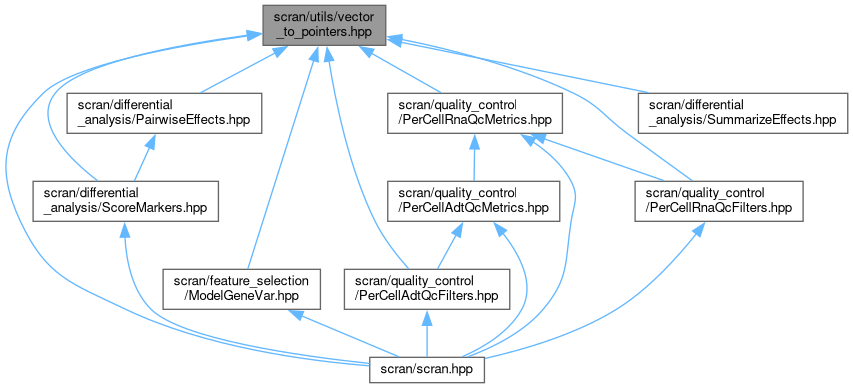 scran/utils/vector
_to_pointers.hpp
scran/differential
_analysis/PairwiseEffects.hpp
scran/quality_control
/PerCellRnaQcMetrics.hpp
scran/differential
_analysis/SummarizeEffects.hpp
scran/differential
_analysis/ScoreMarkers.hpp
scran/quality_control
/PerCellAdtQcMetrics.hpp
scran/quality_control
/PerCellRnaQcFilters.hpp
scran/feature_selection
/ModelGeneVar.hpp
scran/quality_control
/PerCellAdtQcFilters.hpp
scran/scran.hpp